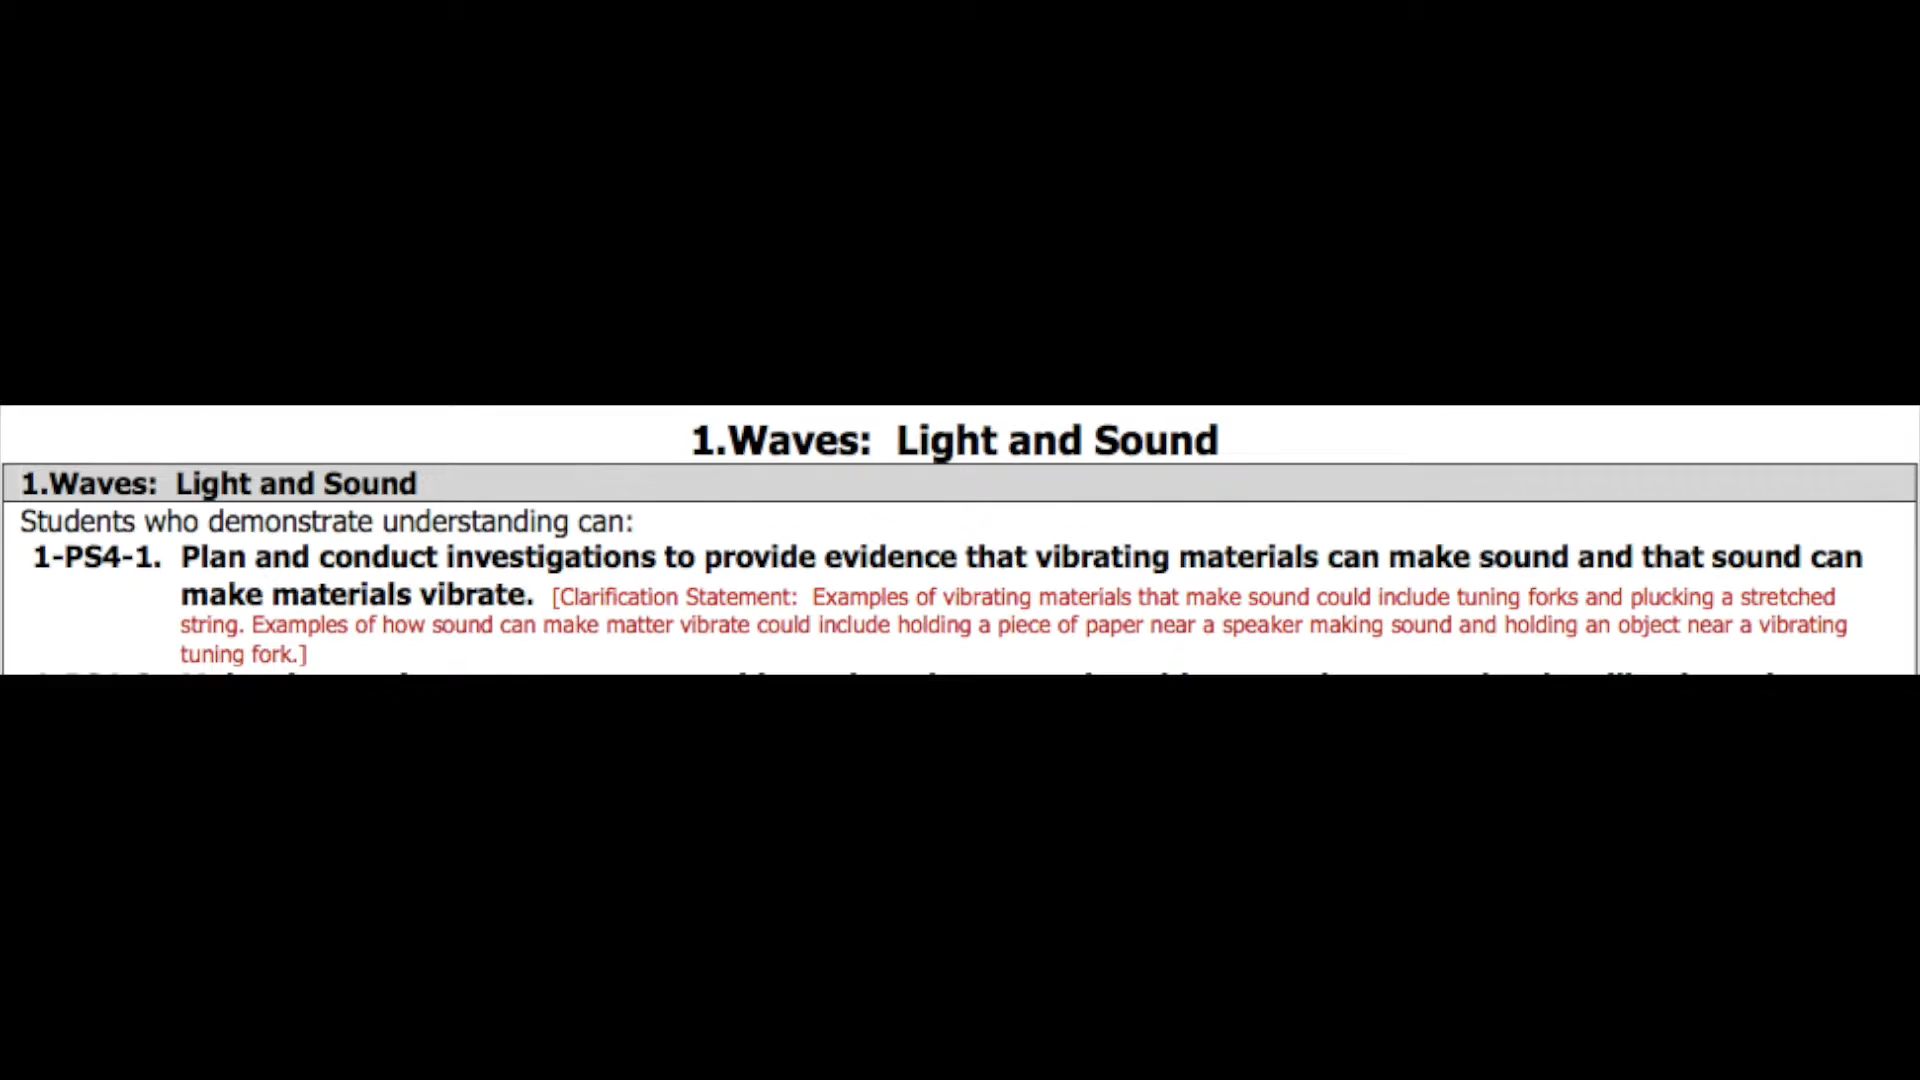 1.Waves:  Light and Sound
1.Waves:  Light and Sound
Students who demonstrate understanding can:
1-PS4-1.  Plan and conduct investigations to provide evidence that vibrating materials can make sound and that sound can
make materials vibrate.  [Clarification Statement:  Examples of vibrating materials that make sound could include tuning forks and plucking a stretched
string. Examples of how sound can make matter vibrate could include holding a piece of paper near a speaker making sound and holding an object near a vibrating
tuning fork.]